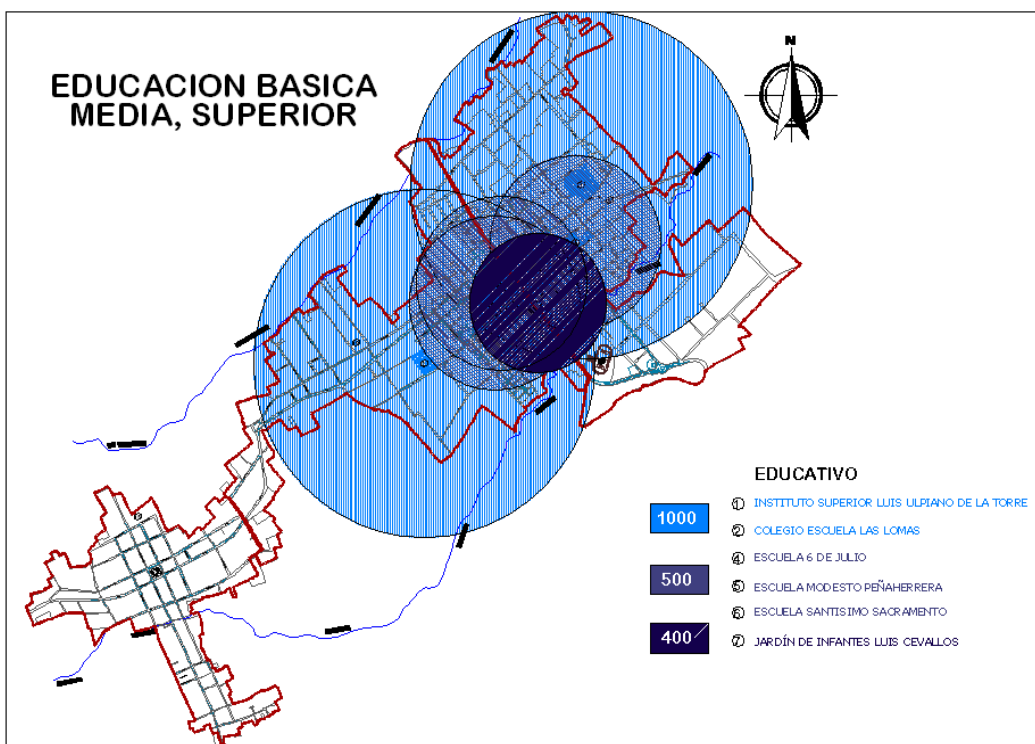 EDUCACION BASICA
MEDIA, SUPERIOR
N
EDUCATIVO
1000
① INSTITUTO SUPERIOR LUIS ULPIANO DE LA TORRE
② COLEGIO ESCUELA LAS LOMAS
④ ESCUELA 6 DE JULIO
500
⑤ ESCUELA MODESTO PEÑAHERRERA
⑥ ESCUELA SANTISIMO SACRAMENTO
400
⑦ JARDÍN DE INFANTES LUIS CEVALLOS